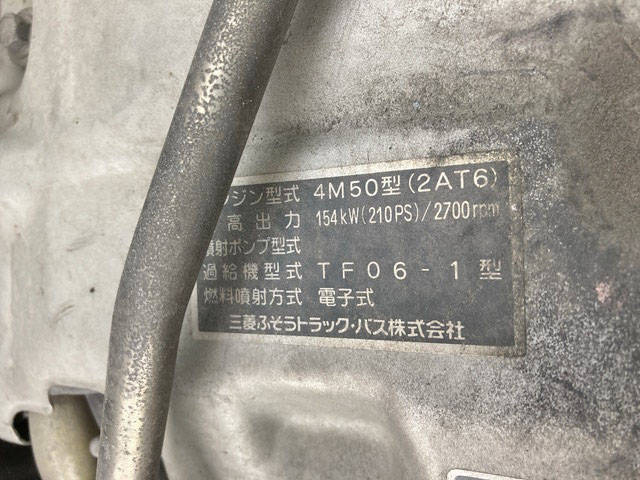 ジン型式 4M50型(2AT6)
高出力 154kW(210PS)/2700rpm
噴射ポンプ型式
過給機型式 TF06-1型
燃料噴射方式 電子式
三菱ふそうトラック・バス株式会社